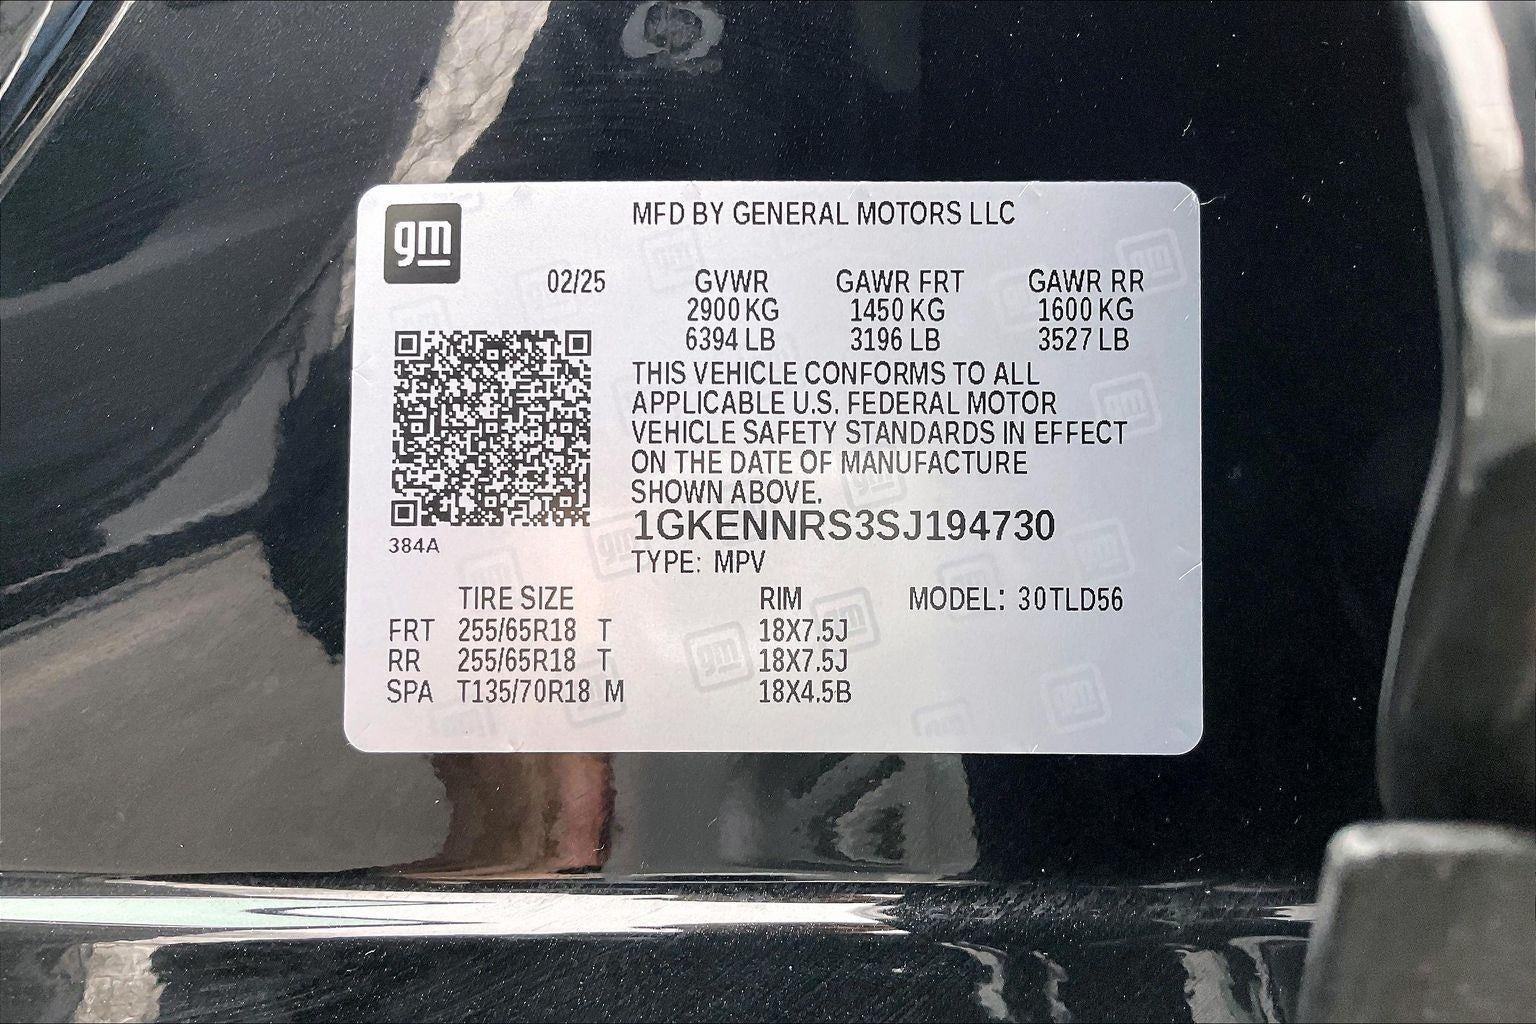 gm
MFD BY GENERAL MOTORS LLC
02/25 GVWR GAWR FRT GAWR RR
2900 KG 1450 KG 1600 KG
6394 LB 3196 LB 3527 LB
THIS VEHICLE CONFORMS TO ALL
APPLICABLE U.S. FEDERAL MOTOR
VEHICLE SAFETY STANDARDS IN EFFECT
ON THE DATE OF MANUFACTURE
SHOWN ABOVE.
1GKENNRS3SJ194730
384A
TYPE: MPV
TIRE SIZE RIM MODEL: 30TLD56
FRT 255/65R18 T 18X7.5J
RR 255/65R18 T 18X7.5J
SPA T135/70R18 M 18X4.5B